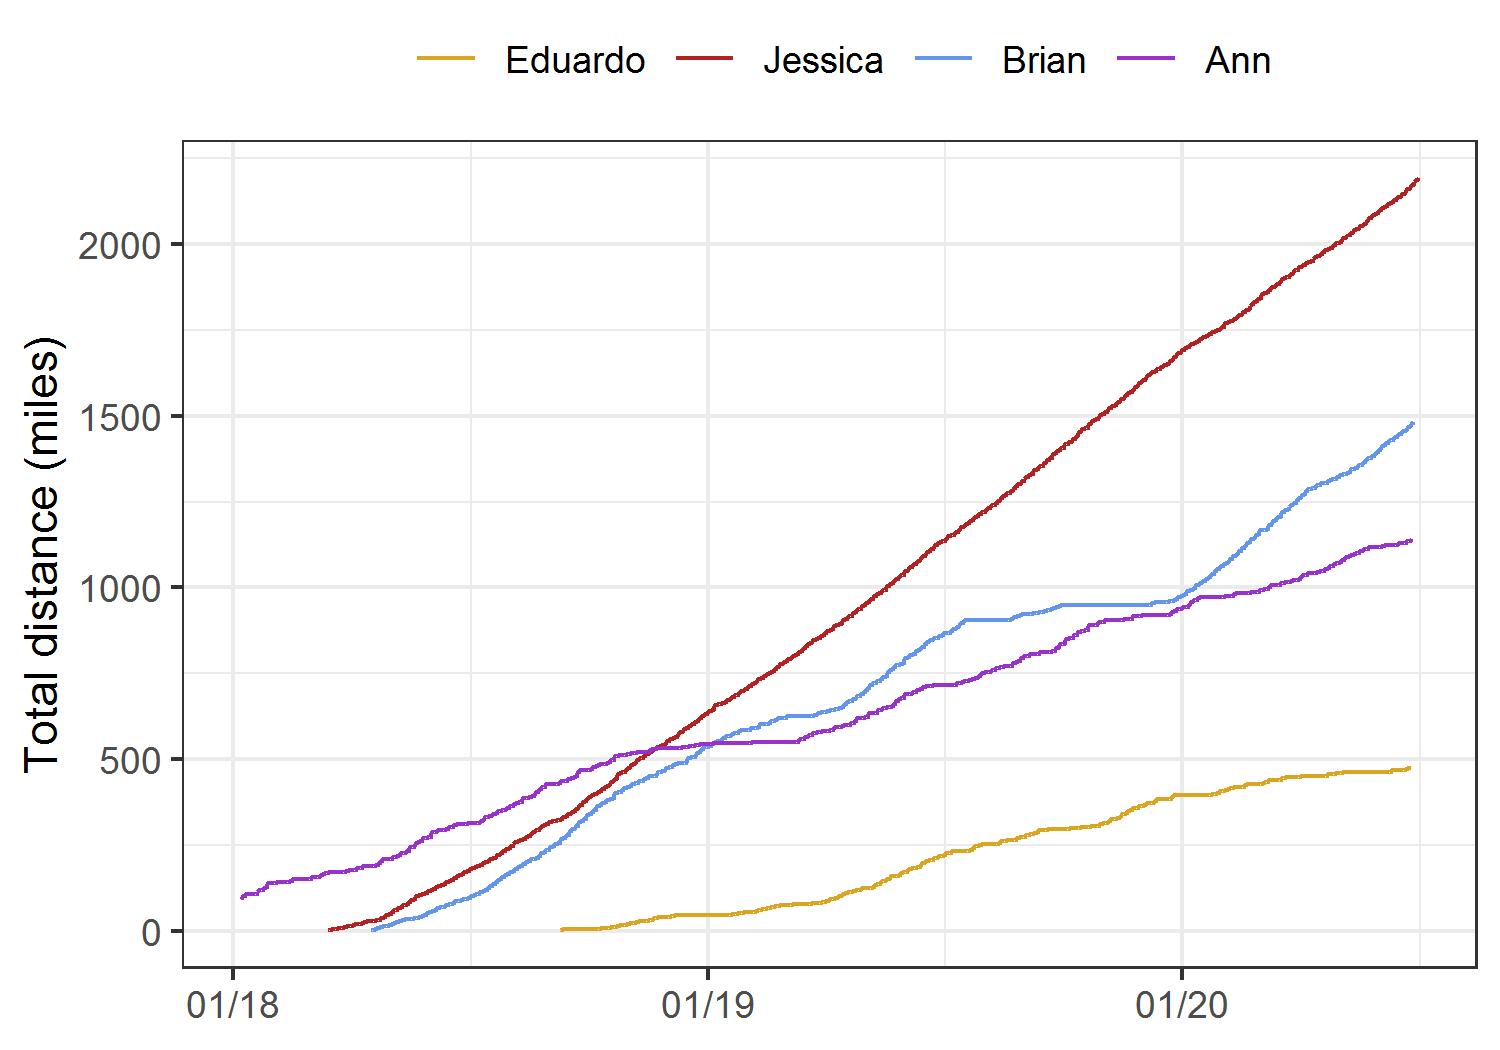 Eduardo Jessica Brian Ann
Total distance (miles)
2000
1500
1000
500
0
01/18 01/19 01/20